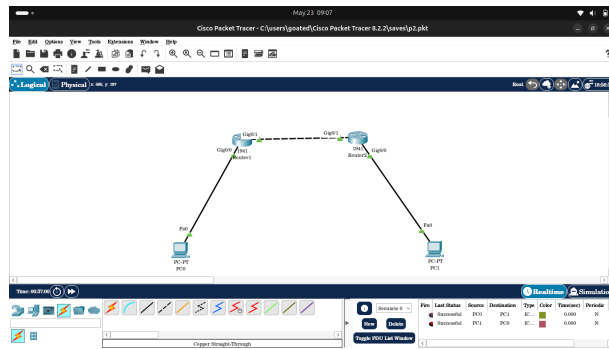 May 23 09:07
Cisco Packet Tracer - C:\users\goated\Cisco Packet Tracer 8.2.2\saves\p2.pkt
File Edit Options View Tools Extensions Window Help
Logical Physical x: 499, y: 197 Root
Gig0/1 Gig0/1
Gig0/0 1941 1941 Gig0/0
Router1 Router2
Fa0 Fa0
PC-PT PC-PT
PC0 PC1
Time: 00:37:00 Realtime Simulatio
Scenario 0 Fire Last Status Source Destination Type Color Time(sec) Periodic
Successful PC0 PC1 IC... 0.000 N
New Delete Successful PC1 PC0 IC... 0.000 N
Toggle PDU List Window
Copper Straight-Through